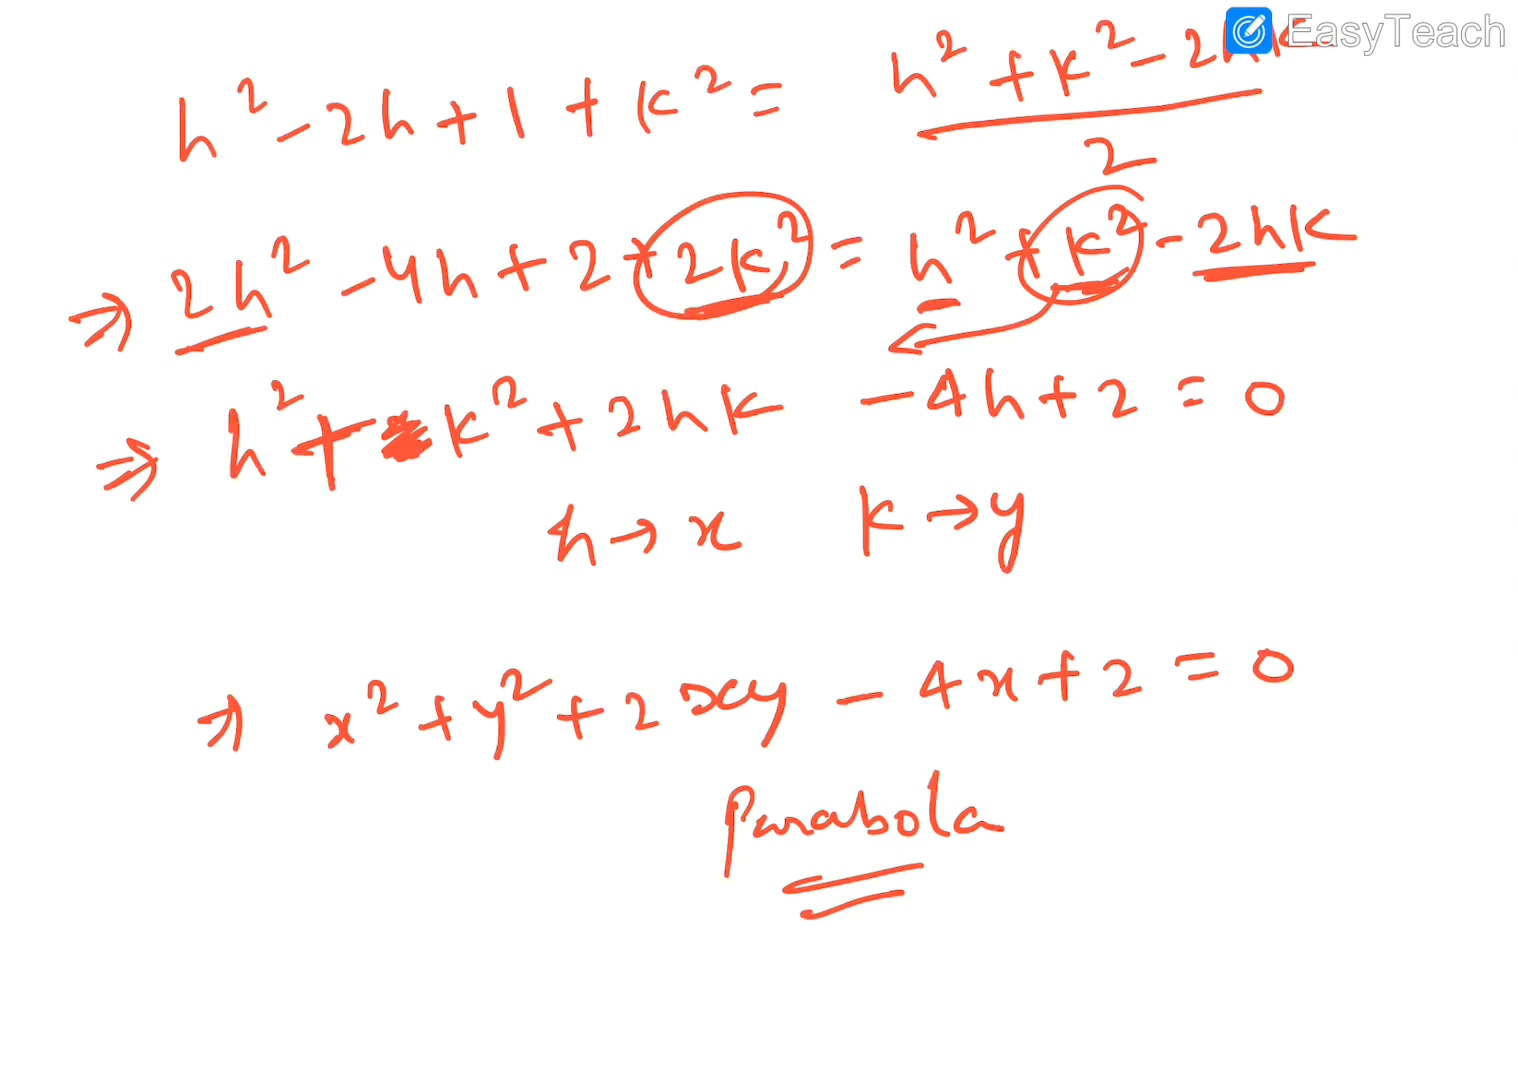 EasyTeach
h² - 2h + 1 + k² = (h² + k² - 2hk)/2
⇒ 2h² - 4h + 2 + 2k² = h² + k² - 2hk
⇒ h² + k² + 2hk - 4h + 2 = 0
h → x k → y
⇒ x² + y² + 2xy - 4x + 2 = 0
Parabola